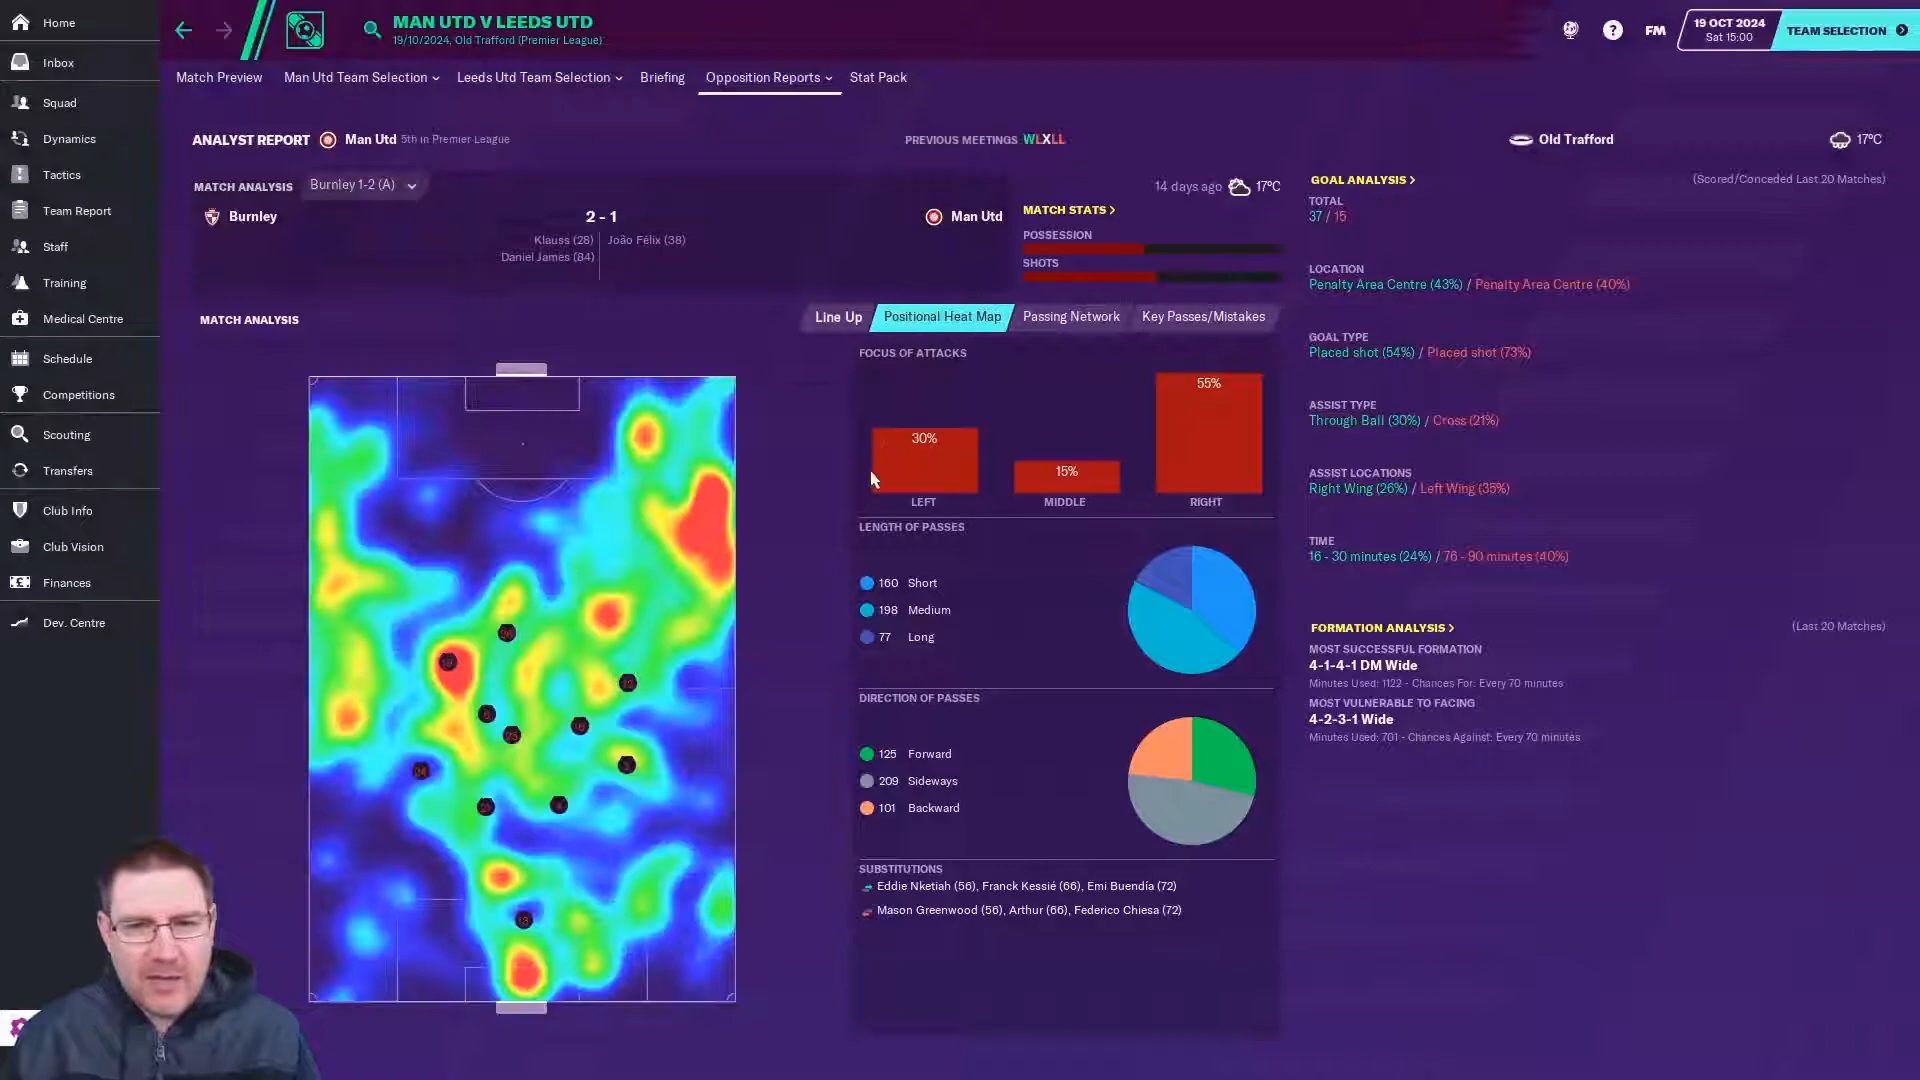 Home
Inbox
Squad
Dynamics
Tactics
Team Report
Staff
Training
Medical Centre
Schedule
Competitions
Scouting
Transfers
Club Info
Club Vision
Finances
Dev. Centre
MAN UTD V LEEDS UTD
19/10/2024, Old Trafford (Premier League)
FM
19 OCT 2024
Sat 15:00
TEAM SELECTION
Match Preview
Man Utd Team Selection
Leeds Utd Team Selection
Briefing
Opposition Reports
Stat Pack
ANALYST REPORT Man Utd 5th in Premier League
PREVIOUS MEETINGS WLXLL
Old Trafford
17ºC
MATCH ANALYSIS Burnley 1-2 (A)
14 days ago 17ºC
Burnley
2 - 1
Man Utd
Klauss (28)
João Félix (38)
Daniel James (84)
MATCH STATS >
POSSESSION
SHOTS
MATCH ANALYSIS
Line Up
Positional Heat Map
Passing Network
Key Passes/Mistakes
FOCUS OF ATTACKS
30%
15%
55%
LEFT
MIDDLE
RIGHT
LENGTH OF PASSES
160 Short
198 Medium
77 Long
DIRECTION OF PASSES
125 Forward
209 Sideways
101 Backward
SUBSTITUTIONS
Eddie Nketiah (56), Franck Kessié (66), Emi Buendía (72)
Mason Greenwood (56), Arthur (66), Federico Chiesa (72)
GOAL ANALYSIS >
(Scored/Conceded Last 20 Matches)
TOTAL
37 / 15
LOCATION
Penalty Area Centre (43%) / Penalty Area Centre (40%)
GOAL TYPE
Placed shot (54%) / Placed shot (73%)
ASSIST TYPE
Through Ball (30%) / Cross (21%)
ASSIST LOCATIONS
Right Wing (26%) / Left Wing (35%)
TIME
16 - 30 minutes (24%) / 76 - 90 minutes (40%)
FORMATION ANALYSIS >
(Last 20 Matches)
MOST SUCCESSFUL FORMATION
4-1-4-1 DM Wide
Minutes Used: 1122 - Chances For: Every 70 minutes
MOST VULNERABLE TO FACING
4-2-3-1 Wide
Minutes Used: 701 - Chances Against: Every 70 minutes